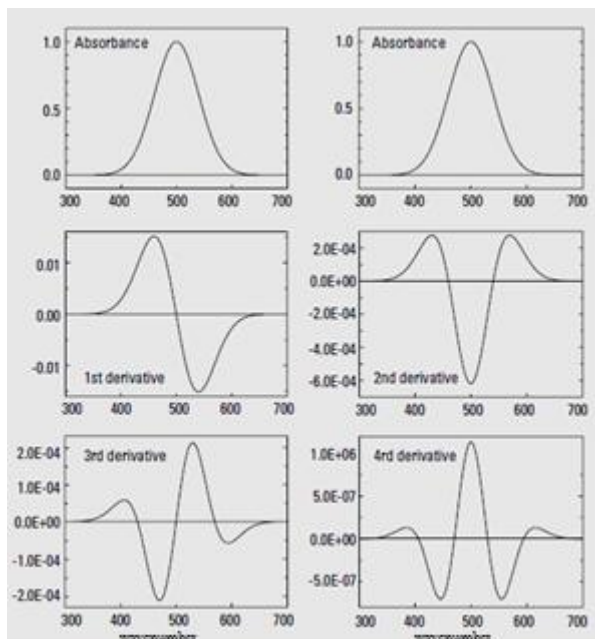 Absorbance
1.0
0.5
0.0
300 400 500 600 700
Absorbance
1.0
0.5
0.0
300 400 500 600 700
0.01
0.00
-0.01
1st derivative
300 400 500 600 700
2.0E-04
0.0E+00
-2.0E-04
-4.0E-04
-6.0E-04
2nd derivative
300 400 500 600 700
3rd derivative
2.0E-04
1.0E-04
0.0E+00
-1.0E-04
-2.0E-04
300 400 500 600 700
4rd derivative
1.0E+06
5.0E-07
0.0E+00
-5.0E-07
300 400 500 600 700